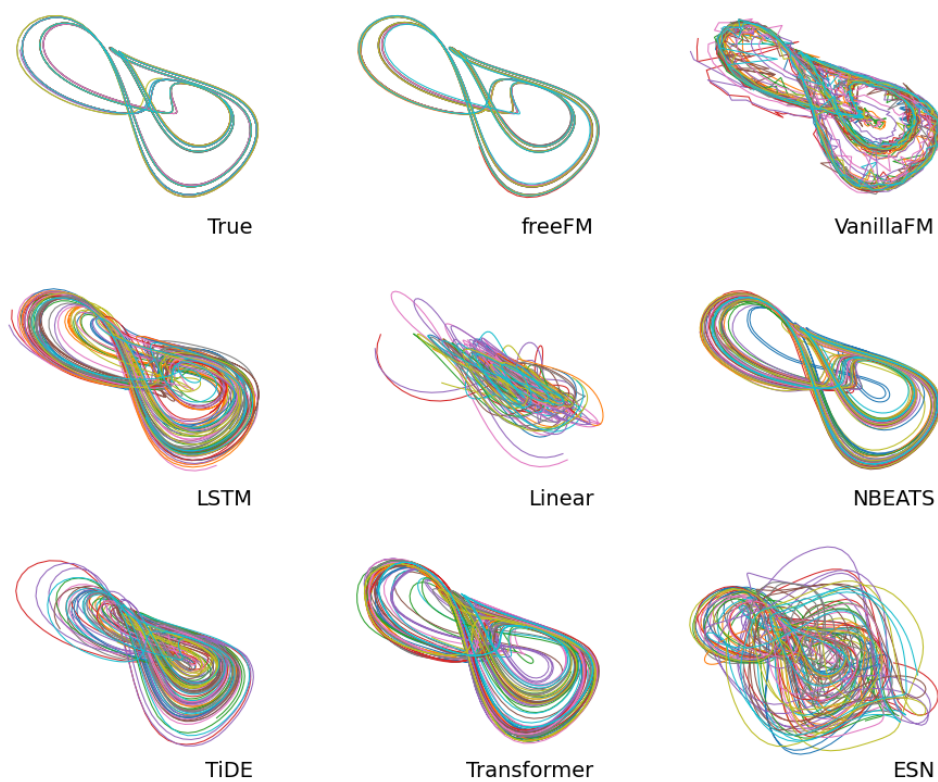 True
freeFM
VanillaFM
LSTM
Linear
NBEATS
TiDE
Transformer
ESN